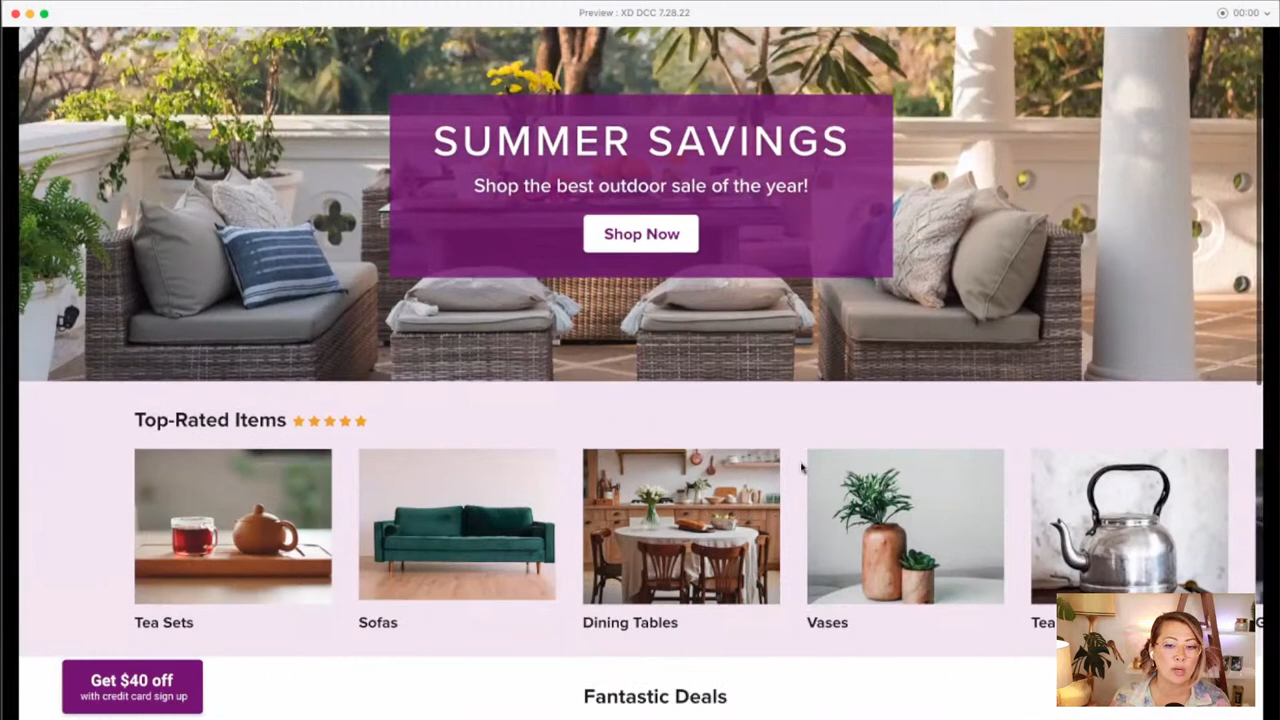 Preview : XD DCC 7.28.22
00:00
SUMMER SAVINGS
Shop the best outdoor sale of the year!
Shop Now
Top-Rated Items
Tea Sets
Sofas
Dining Tables
Vases
Tea
G
Get $40 off
with credit card sign up
Fantastic Deals